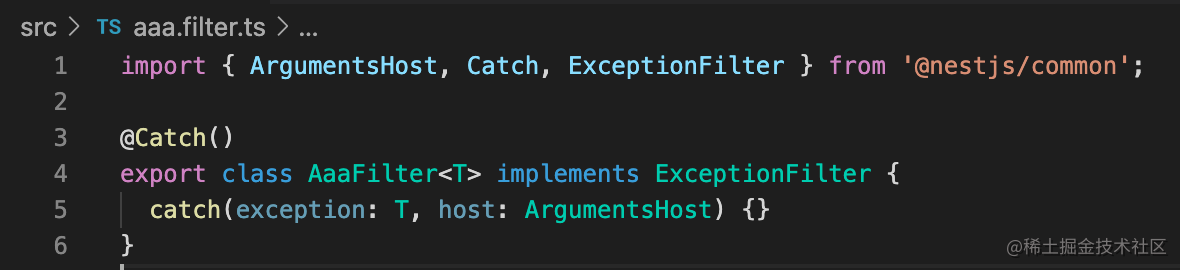 src > TS aaa.filter.ts > ...
1 import { ArgumentsHost, Catch, ExceptionFilter } from '@nestjs/common';
2
3 @Catch()
4 export class AaaFilter<T> implements ExceptionFilter {
5 catch(exception: T, host: ArgumentsHost) {}
6 }
@稀土掘金技术社区